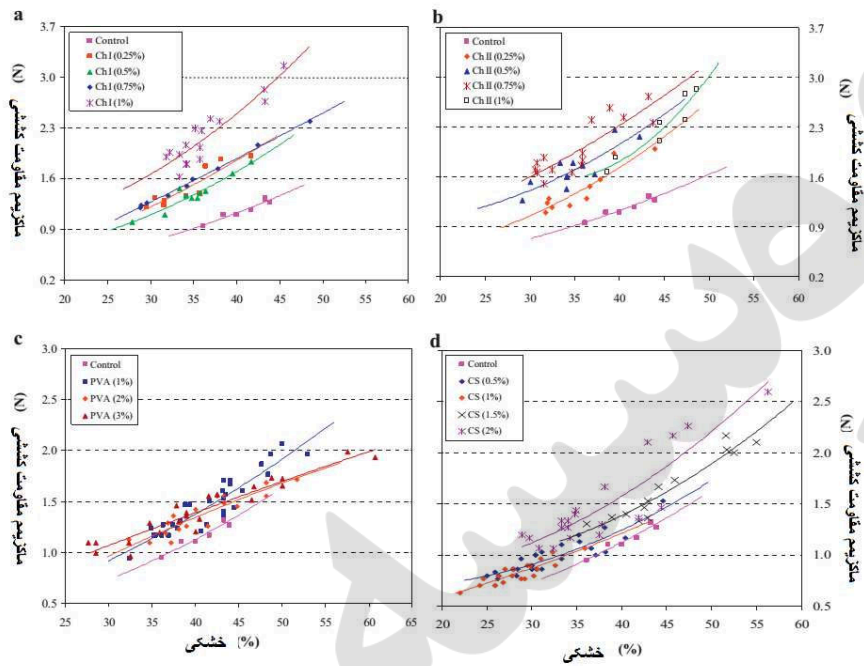 a
3.7
(N)
ماکزیمم مقاومت کششی
3.0
2.3
1.6
0.9
0.2
20 25 30 35 40 45 50 55 60
Control
Ch I (0.25%)
Ch I (0.5%)
Ch I (0.75%)
Ch I (1%)
b
3.7
(N)
ماکزیمم مقاومت کششی
3.0
2.3
1.6
0.9
0.2
20 25 30 35 40 45 50 55 60
Control
Ch II (0.25%)
Ch II (0.5%)
Ch II (0.75%)
Ch II (1%)
c
3.0
(N)
ماکزیمم مقاومت کششی
2.5
2.0
1.5
1.0
0.5
25 30 35 40 45 50 55 60 65
Control
PVA (1%)
PVA (2%)
PVA (3%)
خشکی (%)
d
3.0
(N)
ماکزیمم مقاومت کششی
2.5
2.0
1.5
1.0
0.5
20 25 30 35 40 45 50 55 60
Control
CS (0.5%)
CS (1%)
CS (1.5%)
CS (2%)
خشکی (%)